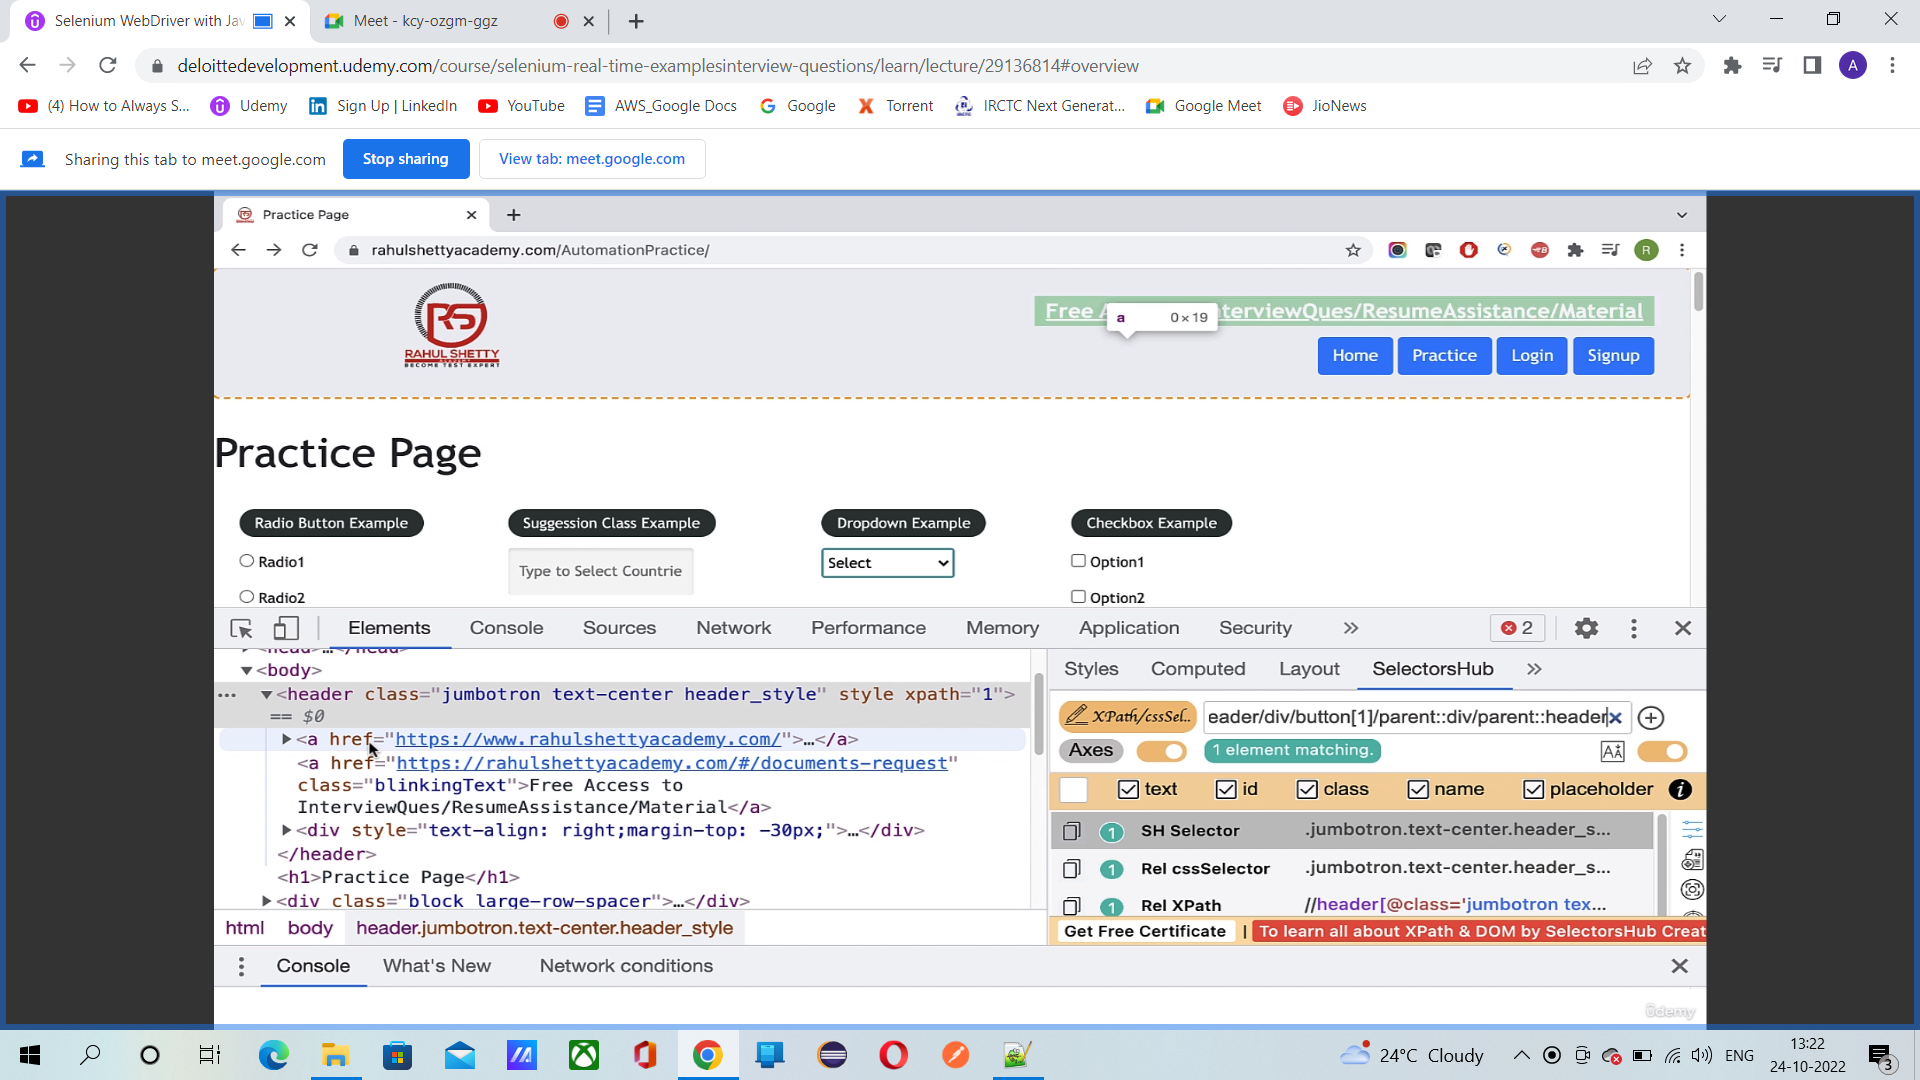 Selenium WebDriver with Jav
Meet - kcy-ozgm-ggz
deloittedevelopment.udemy.com/course/selenium-real-time-examplesinterview-questions/learn/lecture/29136814#overview
A
(4) How to Always S...
Udemy
Sign Up | LinkedIn
YouTube
AWS_Google Docs
Google
Torrent
IRCTC Next Generat...
Google Meet
JioNews
Sharing this tab to meet.google.com
Stop sharing
View tab: meet.google.com
Practice Page
rahulshettyacademy.com/AutomationPractice/
R
RS
RAHUL SHETTY
ACADEMY
BECOME TEST EXPERT
Free A terviewQues/ResumeAssistance/Material
a 0×19
Home
Practice
Login
Signup
Practice Page
Radio Button Example
Suggession Class Example
Dropdown Example
Checkbox Example
Radio1
Type to Select Countrie
Select
Option1
Radio2
Option2
Elements
Console
Sources
Network
Performance
Memory
Application
Security
»
2
<head>…</head>
<body>
<header class="jumbotron text-center header_style" style xpath="1">
== $0
<a href="https://www.rahulshettyacademy.com/">…</a>
<a href="https://rahulshettyacademy.com/#/documents-request"
class="blinkingText">Free Access to
InterviewQues/ResumeAssistance/Material</a>
<div style="text-align: right;margin-top: -30px;">…</div>
</header>
<h1>Practice Page</h1>
<div class="block large-row-spacer">…</div>
html
body
header.jumbotron.text-center.header_style
Styles
Computed
Layout
SelectorsHub
»
XPath/cssSel..
eader/div/button[1]/parent::div/parent::header
Axes
1 element matching.
text
id
class
name
placeholder
1 SH Selector .jumbotron.text-center.header_s...
1 Rel cssSelector .jumbotron.text-center.header_s...
1 Rel XPath //header[@class='jumbotron tex...
Get Free Certificate | To learn all about XPath & DOM by SelectorsHub Creat
Console
What's New
Network conditions
ûdemy
24°C Cloudy
ENG
13:22
24-10-2022
3